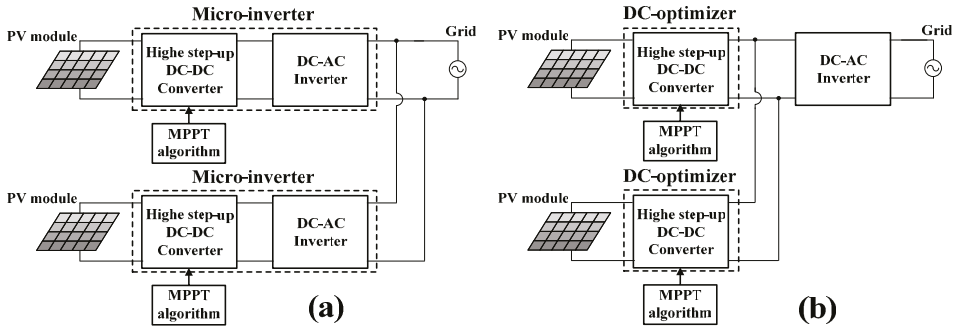 Micro-inverter
PV module
Highe step-up
DC-DC
Converter
DC-AC
Inverter
Grid
MPPT
algorithm
Micro-inverter
PV module
Highe step-up
DC-DC
Converter
DC-AC
Inverter
MPPT
algorithm
(a)
DC-optimizer
PV module
Highe step-up
DC-DC
Converter
DC-AC
Inverter
Grid
MPPT
algorithm
DC-optimizer
PV module
Highe step-up
DC-DC
Converter
MPPT
algorithm
(b)